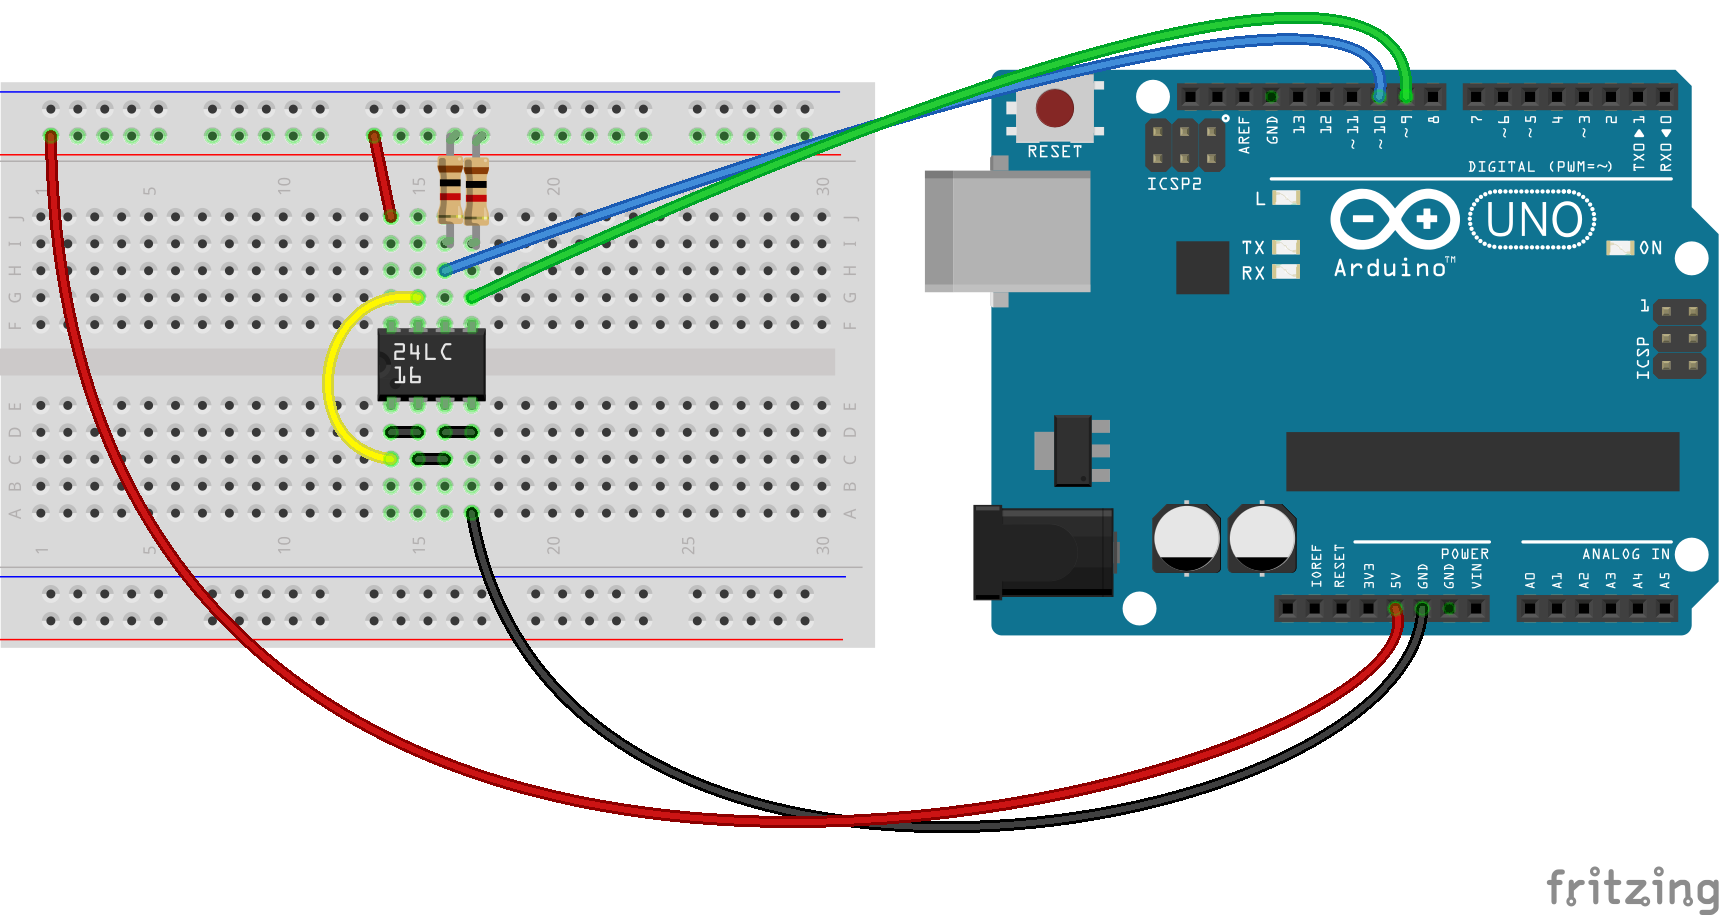 1 5 10 15 20 25 30
J J
I I
H H
G G
F F
24LC
16
E E
D D
C C
B B
A A
1 5 10 15 20 25 30
RESET
ICSP2
AREF
GND
13
12
~11
~10
~9
8
7
~6
~5
4
~3
2
TX0▶1
RX0◀0
DIGITAL (PWM=~)
L
TX
RX
UNO
Arduino™
ON
1
ICSP
POWER
ANALOG IN
IOREF
RESET
3V3
5V
GND
GND
VIN
A0
A1
A2
A3
A4
A5
fritzing